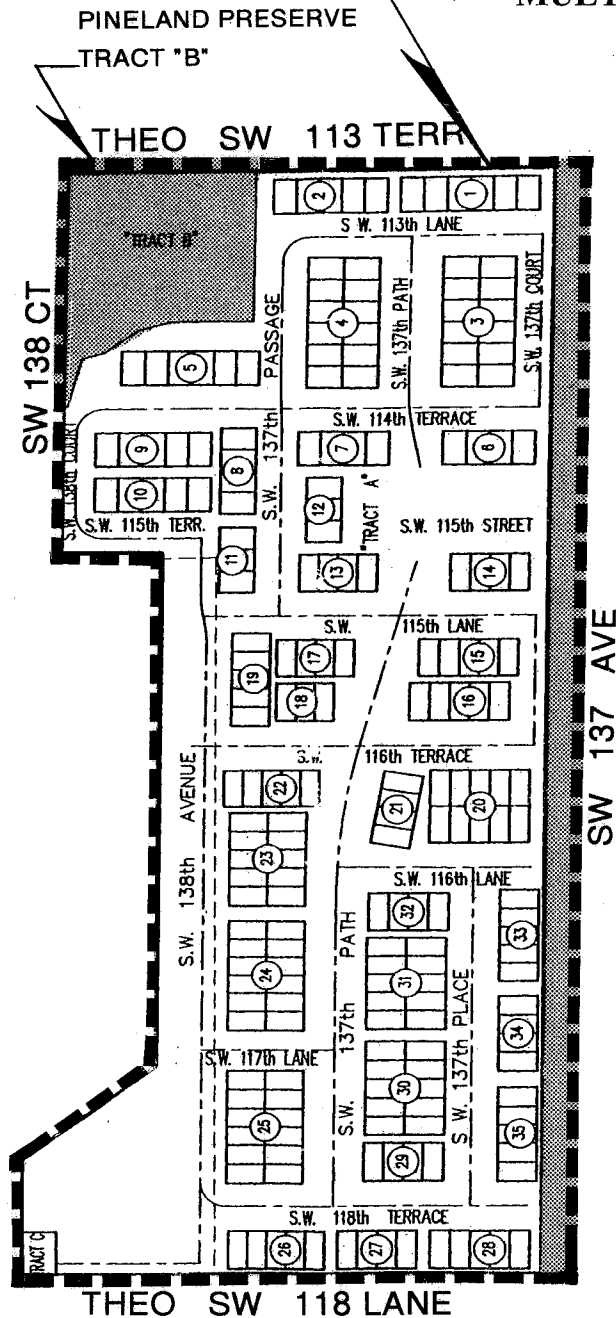 MULT
PINELAND PRESERVE
TRACT "B"
THEO SW 113 TERR
2
1
S W. 113th LANE
"TRACT B"
SW 138 CT
S.W. 137th PASSAGE
4
S.W. 137th PATH
3
S.W. 137th COURT
5
S.W. 114th TERRACE
S.W. 138th COURT
9
8
7
6
10
12
"TRACT A"
S.W. 115th TERR.
S.W. 115th STREET
11
13
14
S.W. 115th LANE
19
17
15
18
16
SW 137 AVE
S.W. 116th TERRACE
S.W. 138th AVENUE
22
21
20
23
S.W. 116th LANE
32
33
24
S.W. 137th PATH
31
S.W. 137th PLACE
34
S.W. 117th LANE
30
25
35
29
S.W. 118th TERRACE
TRACT C
26
27
28
THEO SW 118 LANE